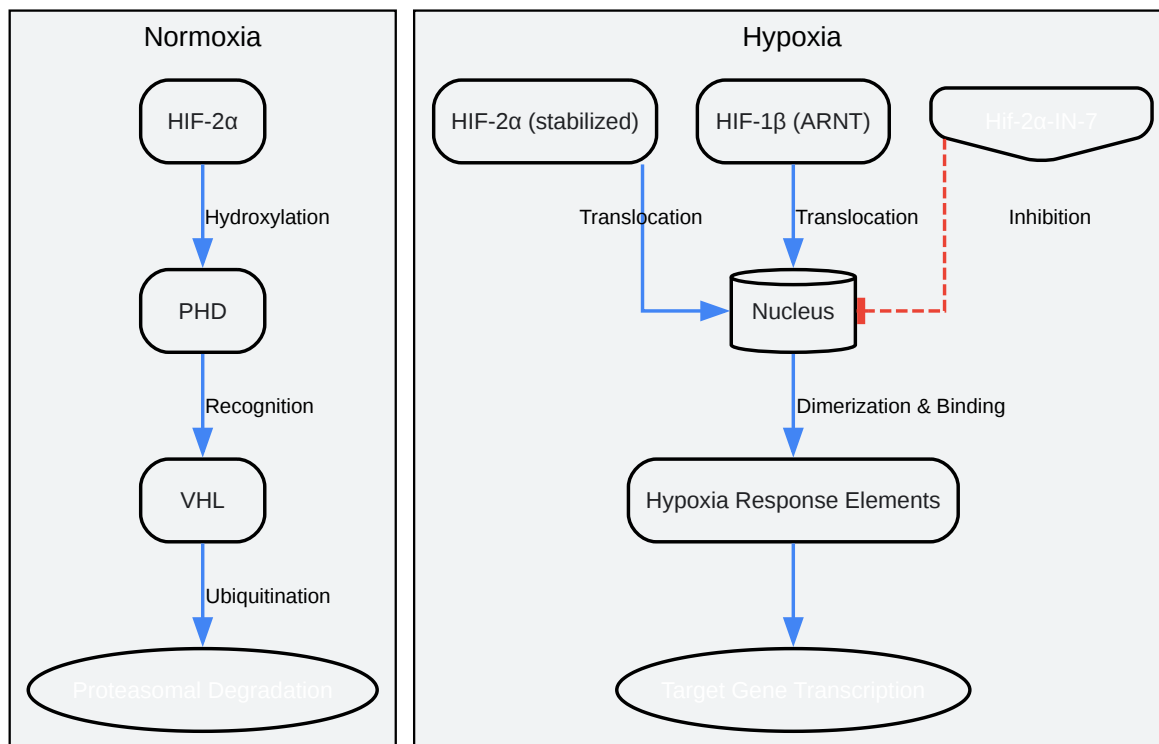 Normoxia
HIF-2α
Hydroxylation
PHD
Recognition
VHL
Ubiquitination
Proteasomal Degradation
Hypoxia
HIF-2α (stabilized)
HIF-1β (ARNT)
Hif-2α-IN-7
Translocation
Translocation
Inhibition
Nucleus
Dimerization & Binding
Hypoxia Response Elements
Target Gene Transcription